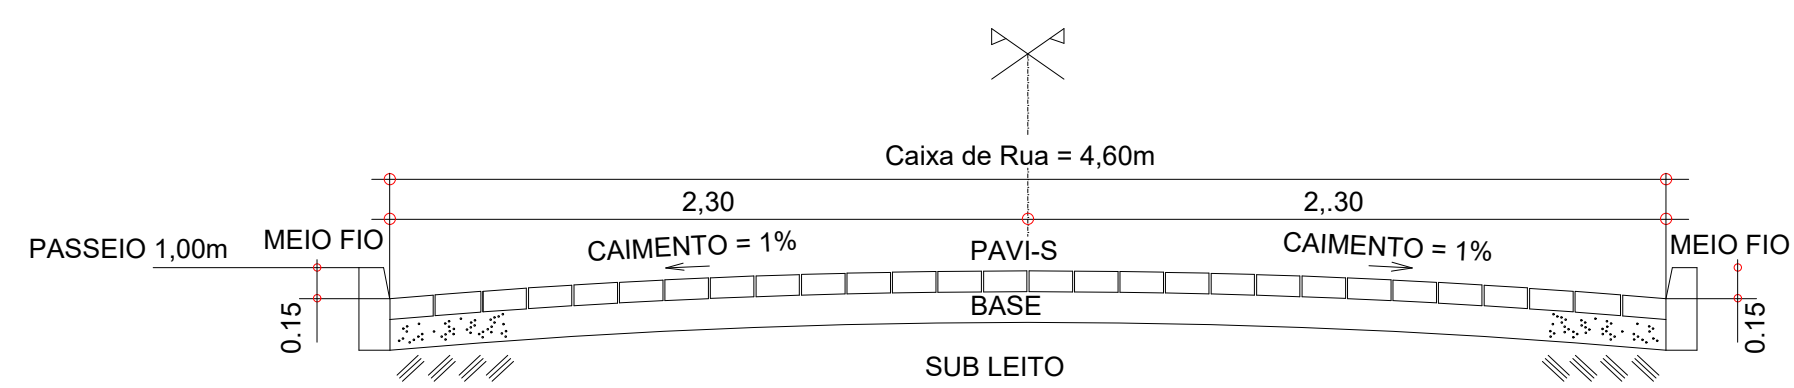 Caixa de Rua = 4,60m
2,30
2,.30
PASSEIO 1,00m
MEIO FIO
CAIMENTO = 1%
PAVI-S
CAIMENTO = 1%
MEIO FIO
0.15
BASE
0.15
SUB LEITO